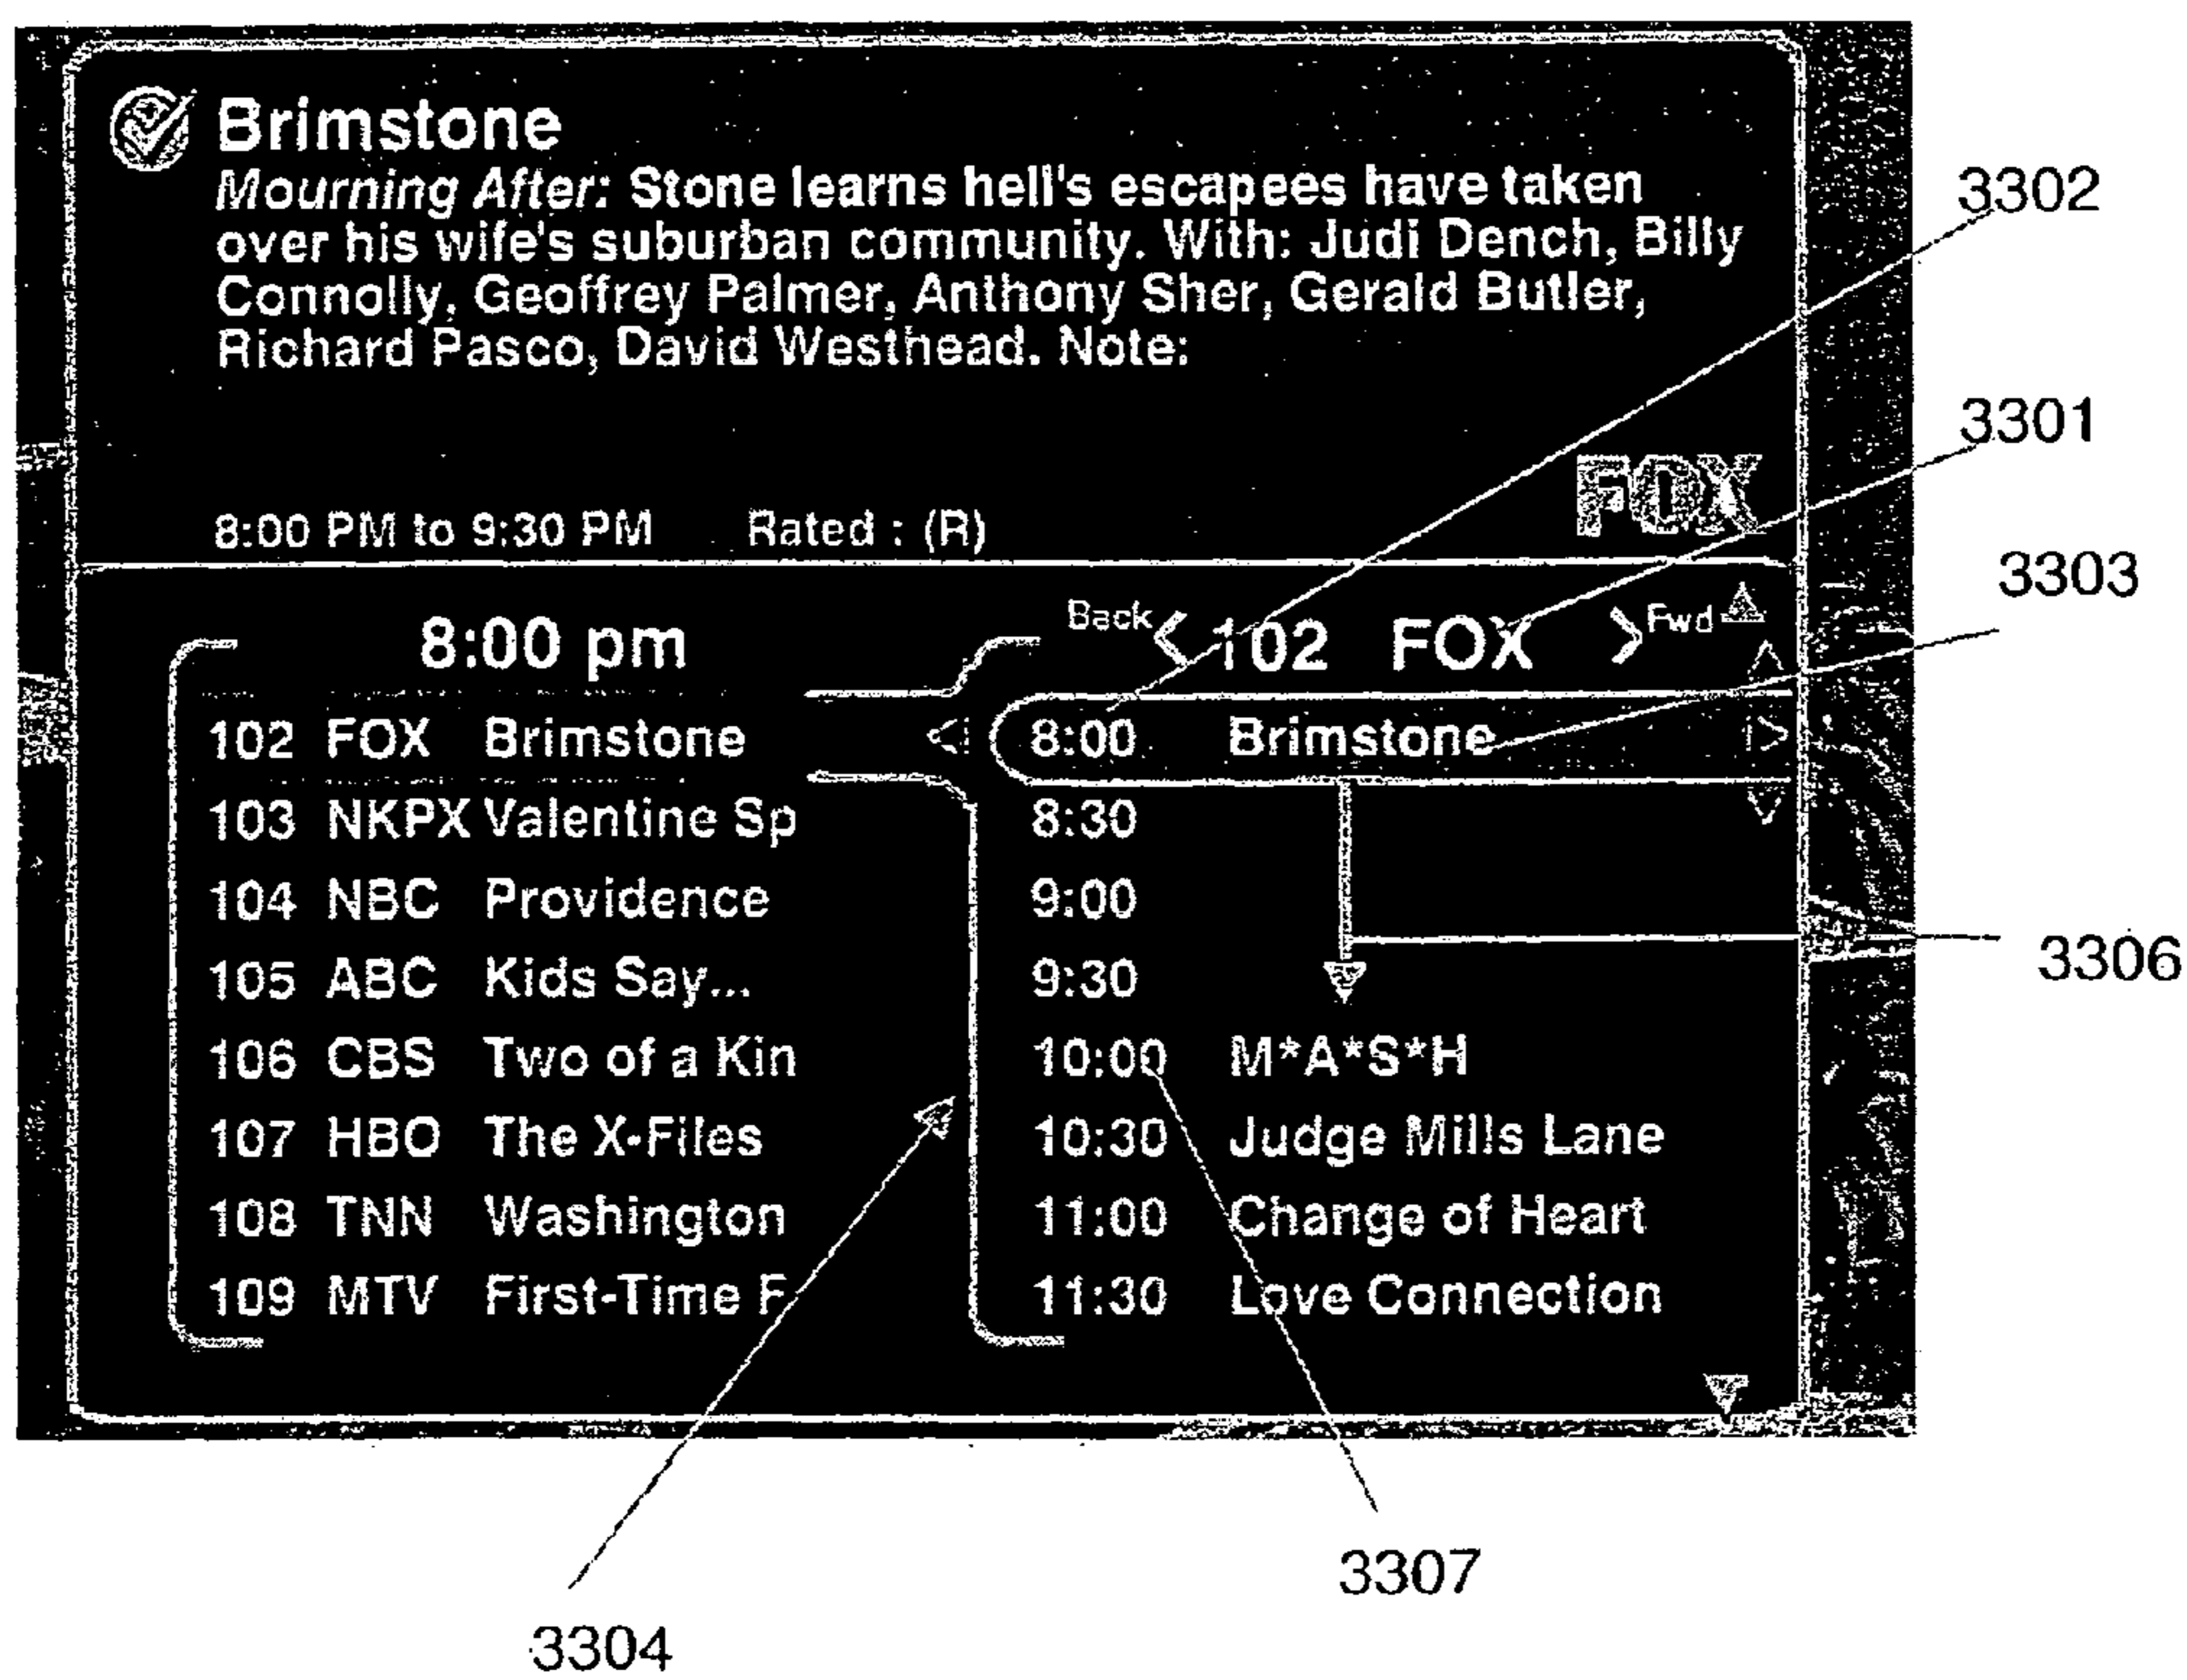 Brimstone
Mourning After: Stone learns hell's escapees have taken
over his wife's suburban community. With: Judi Dench, Billy
Connolly, Geoffrey Palmer, Anthony Sher, Gerald Butler,
Richard Pasco, David Westhead. Note:
FOX
8:00 PM to 9:30 PM Rated : (R)
8:00 pm
102 FOX Brimstone
103 NKPX Valentine Sp
104 NBC Providence
105 ABC Kids Say...
106 CBS Two of a Kin
107 HBO The X-Files
108 TNN Washington
109 MTV First-Time F
Back < 102 FOX > Fwd
8:00 Brimstone
8:30
9:00
9:30
10:00 M*A*S*H
10:30 Judge Mills Lane
11:00 Change of Heart
11:30 Love Connection
3302
3301
3303
3306
3307
3304